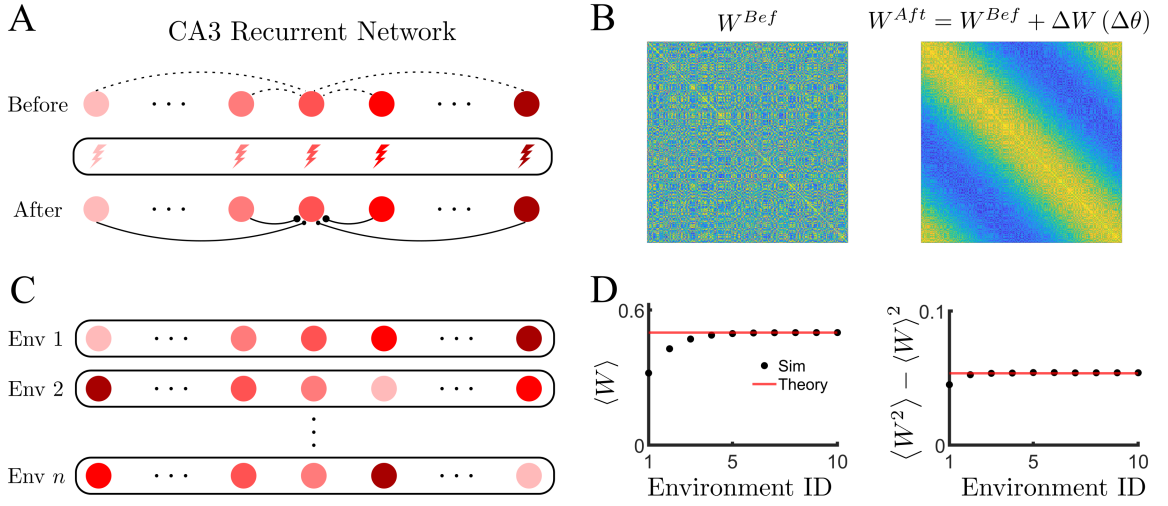 A
CA3 Recurrent Network
Before
After
B
W^{Bef}
W^{Aft} = W^{Bef} + ΔW (Δθ)
C
Env 1
Env 2
Env n
D
0.6
⟨W⟩
0
1
5
10
Environment ID
Sim
Theory
0.1
⟨W²⟩ − ⟨W⟩²
0
1
5
10
Environment ID